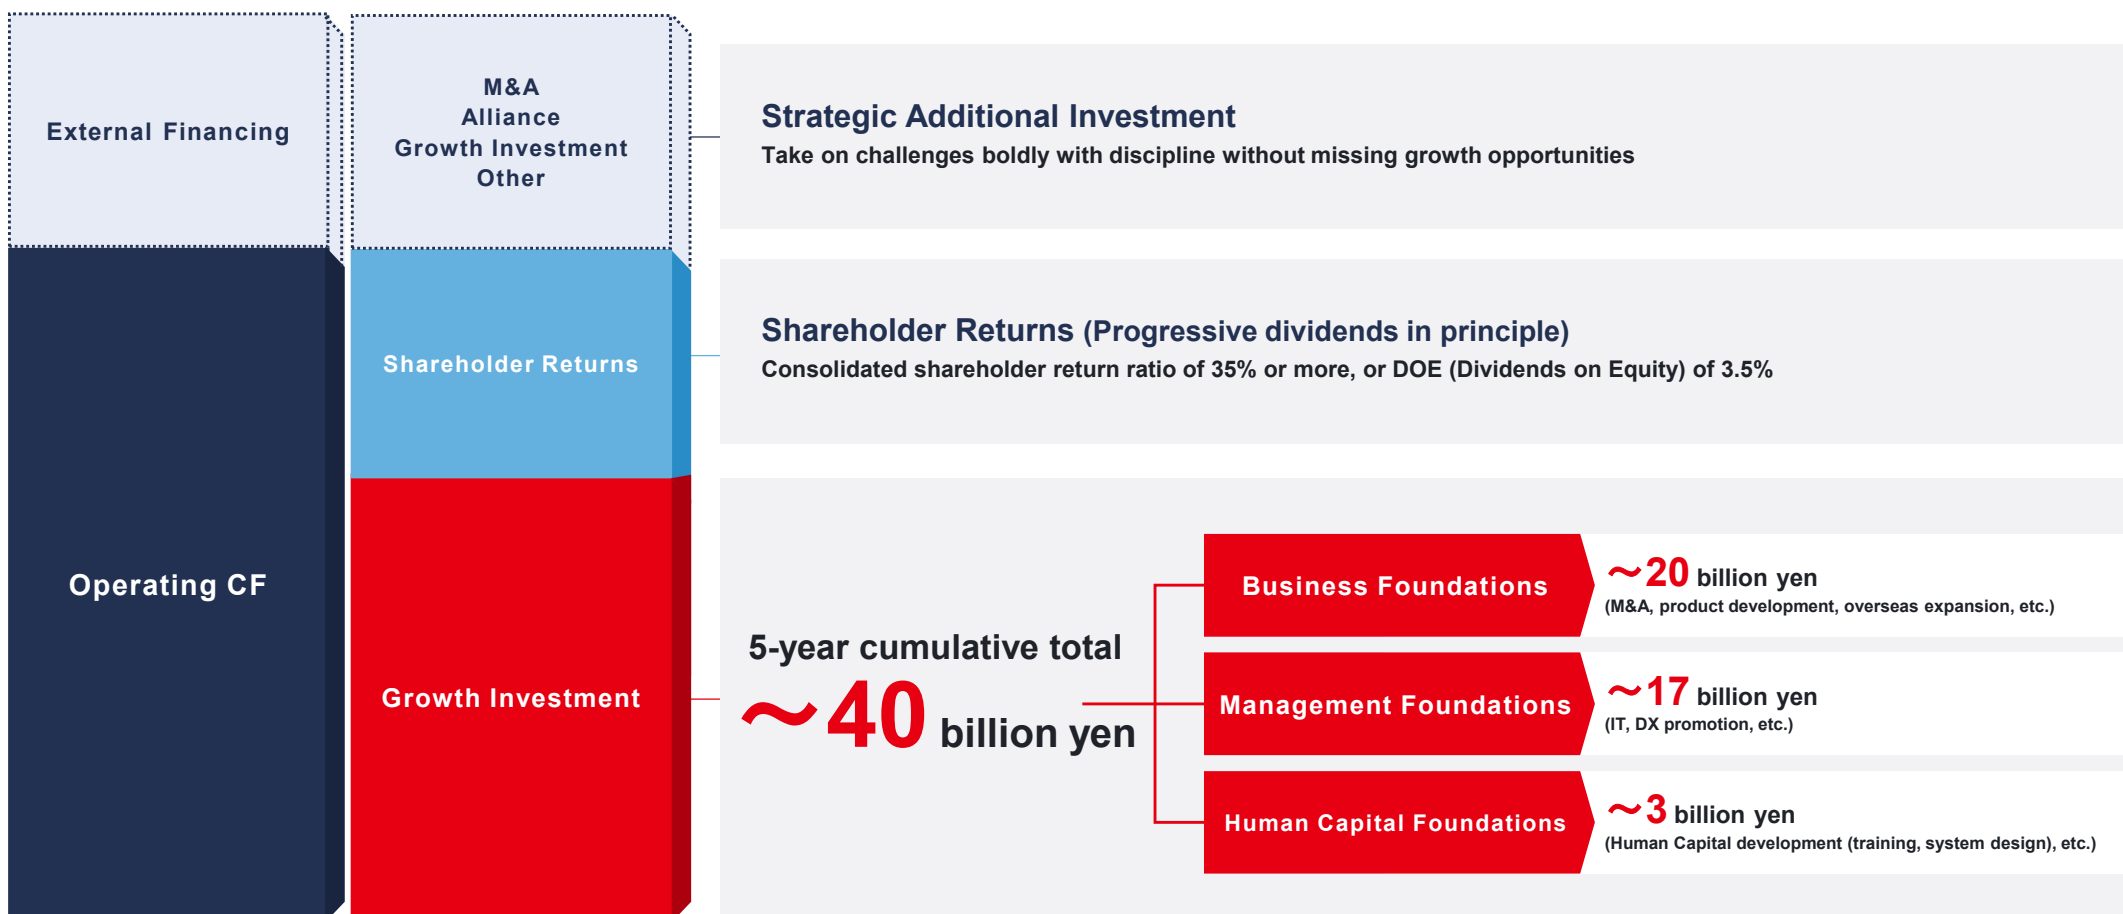 External Financing
Operating CF
M&A
Alliance
Growth Investment
Other
Shareholder Returns
Growth Investment
Strategic Additional Investment
Take on challenges boldly with discipline without missing growth opportunities
Shareholder Returns (Progressive dividends in principle)
Consolidated shareholder return ratio of 35% or more, or DOE (Dividends on Equity) of 3.5%
5-year cumulative total
~40 billion yen
Business Foundations
~20 billion yen
(M&A, product development, overseas expansion, etc.)
Management Foundations
~17 billion yen
(IT, DX promotion, etc.)
Human Capital Foundations
~3 billion yen
(Human Capital development (training, system design), etc.)